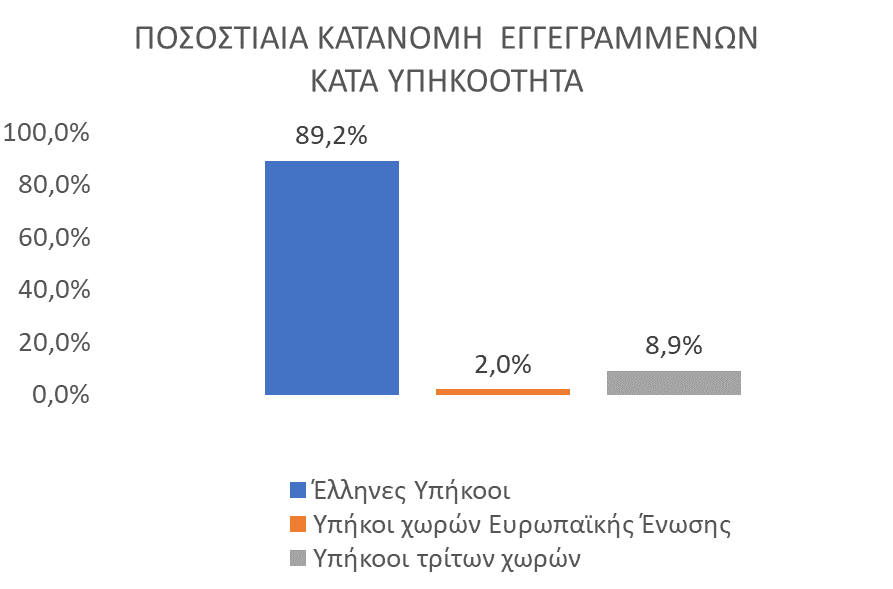 ΠΟΣΟΣΤΙΑΙΑ ΚΑΤΑΝΟΜΗ ΕΓΓΕΓΡΑΜΜΕΝΩΝ
ΚΑΤΑ ΥΠΗΚΟΟΤΗΤΑ
100,0%
80,0%
60,0%
40,0%
20,0%
0,0%
89,2%
2,0%
8,9%
Έλληνες Υπήκοοι
Υπήκοι χωρών Ευρωπαϊκής Ένωσης
Υπήκοοι τρίτων χωρών